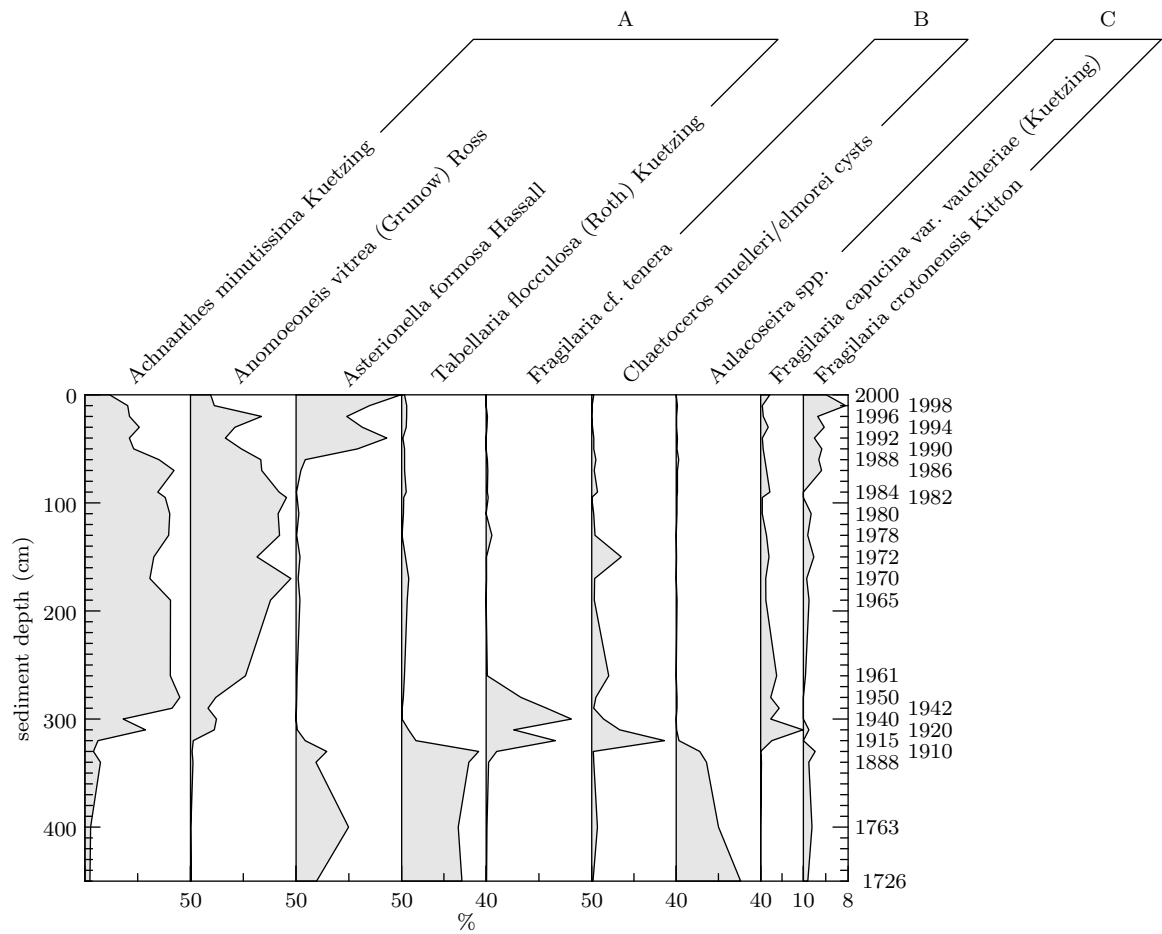 A
B
C
Achnanthes minutissima Kuetzing
Anomoeoneis vitrea (Grunow) Ross
Asterionella formosa Hassall
Tabellaria flocculosa (Roth) Kuetzing
Fragilaria cf. tenera
Chaetoceros muelleri/elmorei cysts
Aulacoseira spp.
Fragilaria capucina var. vaucheriae (Kuetzing)
Fragilaria crotonensis Kitton
0
100
200
300
400
sediment depth (cm)
2000
1998
1996
1994
1992
1990
1988
1986
1984
1982
1980
1978
1972
1970
1965
1961
1950
1942
1940
1920
1915
1910
1888
1763
1726
50 50 50 40 50 40 40 10 8
%